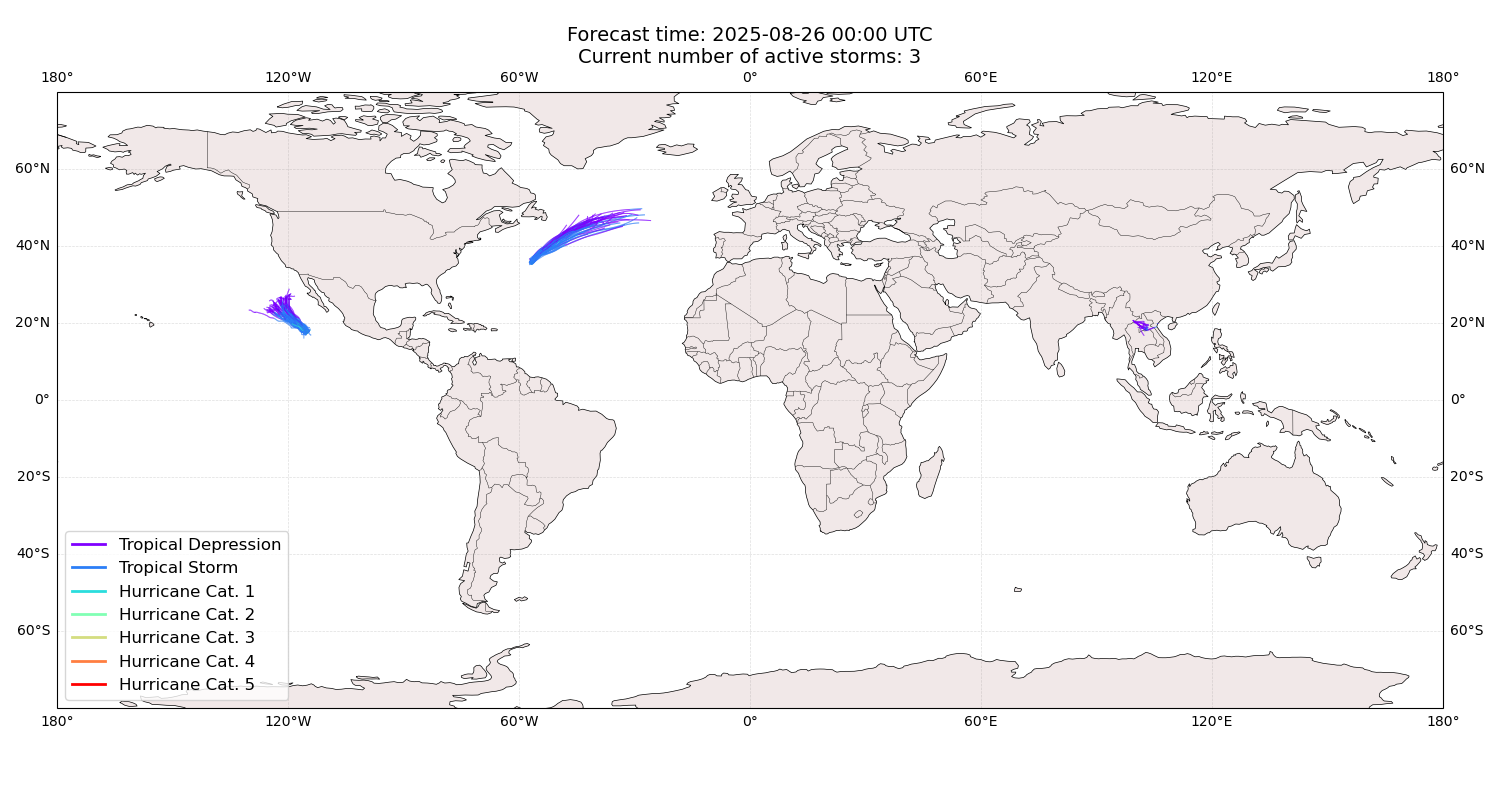 Forecast time: 2025-08-26 00:00 UTC
Current number of active storms: 3
180° 120°W 60°W 0° 60°E 120°E 180°
60°N 60°N
40°N 40°N
20°N 20°N
0° 0°
20°S 20°S
40°S 40°S
60°S 60°S
Tropical Depression
Tropical Storm
Hurricane Cat. 1
Hurricane Cat. 2
Hurricane Cat. 3
Hurricane Cat. 4
Hurricane Cat. 5
180° 120°W 60°W 0° 60°E 120°E 180°